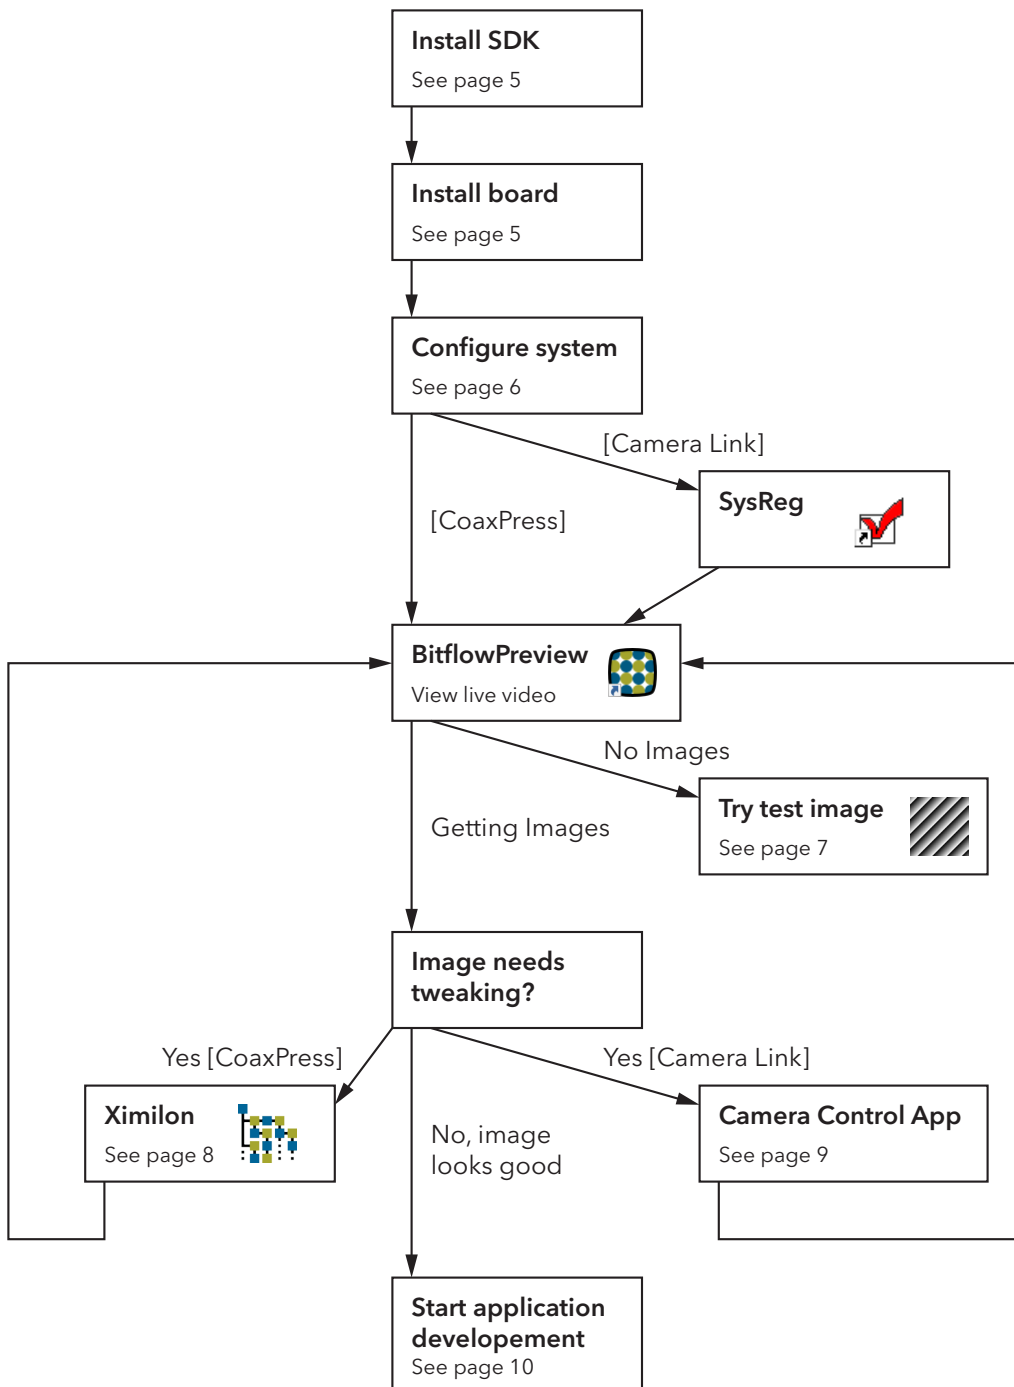 Install SDK
See page 5
Install board
See page 5
Configure system
See page 6
[Camera Link]
SysReg
[CoaxPress]
BitflowPreview
View live video
No Images
Try test image
See page 7
Getting Images
Image needs
tweaking?
Yes [CoaxPress]
Yes [Camera Link]
Ximilon
See page 8
No, image
looks good
Camera Control App
See page 9
Start application
developement
See page 10